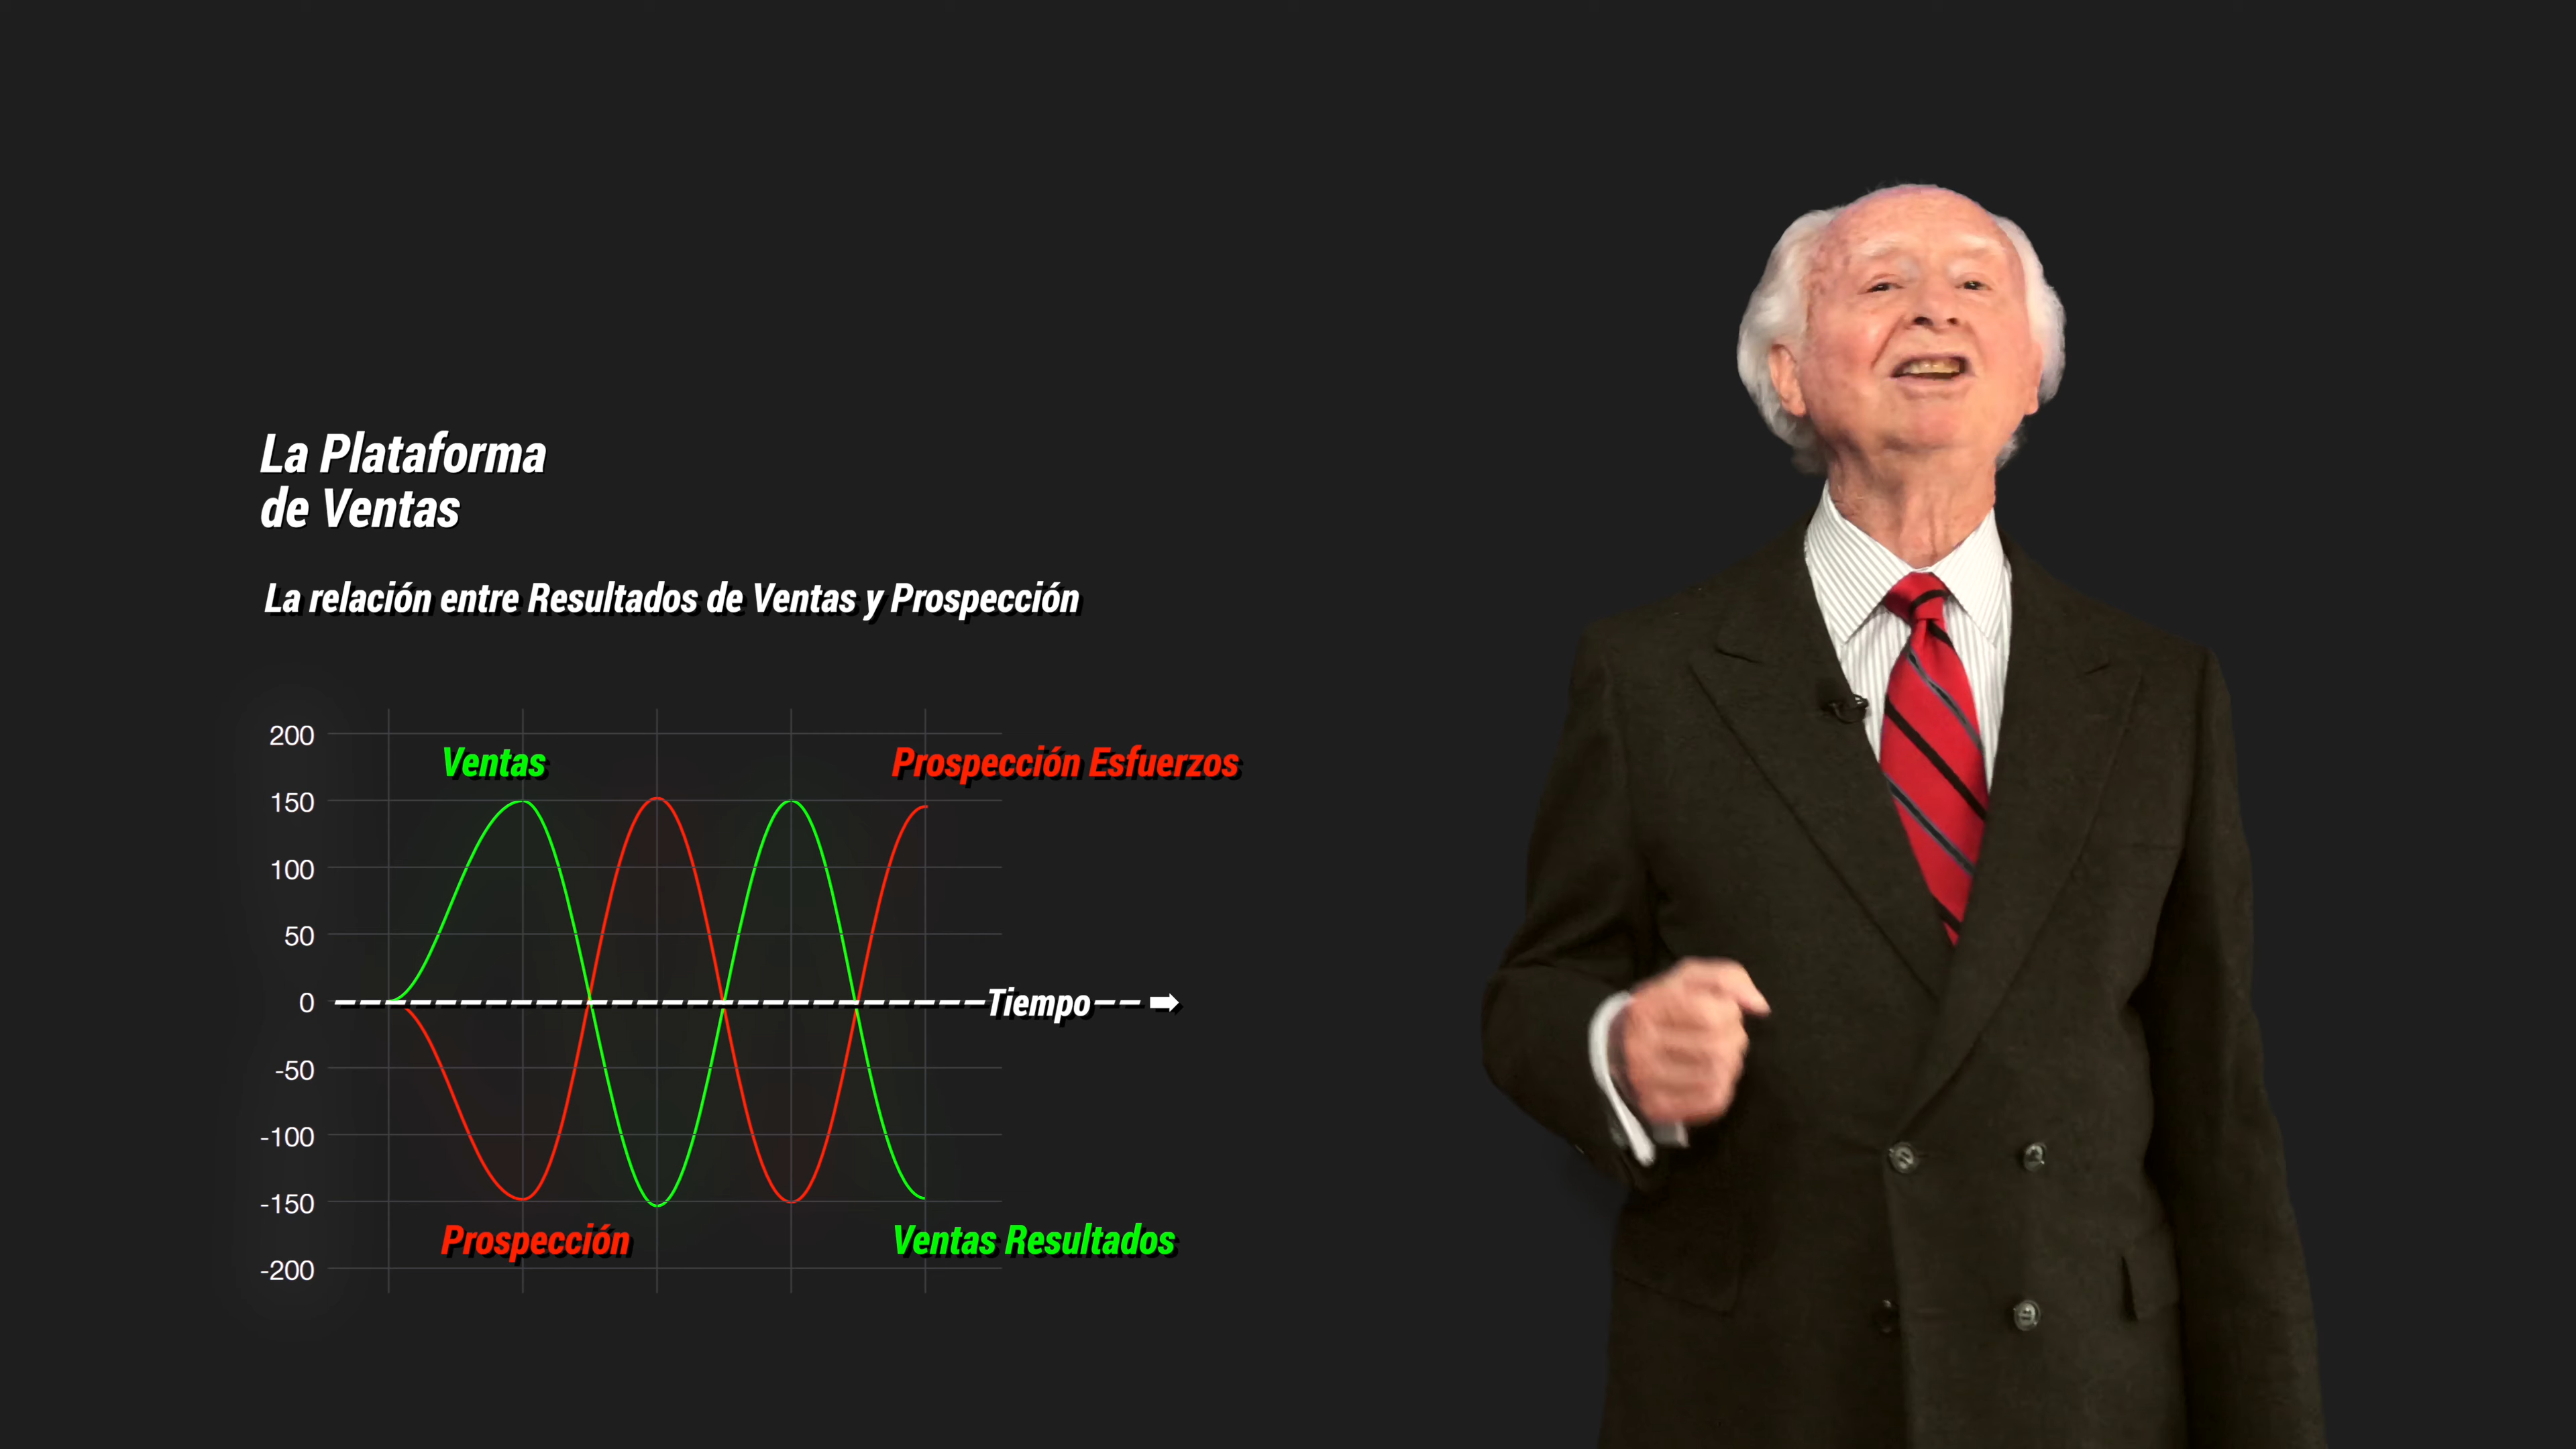 La Plataforma
de Ventas
La relación entre Resultados de Ventas y Prospección
200
150
100
50
0
-50
-100
-150
-200
Ventas
Prospección Esfuerzos
Tiempo
Prospección
Ventas Resultados